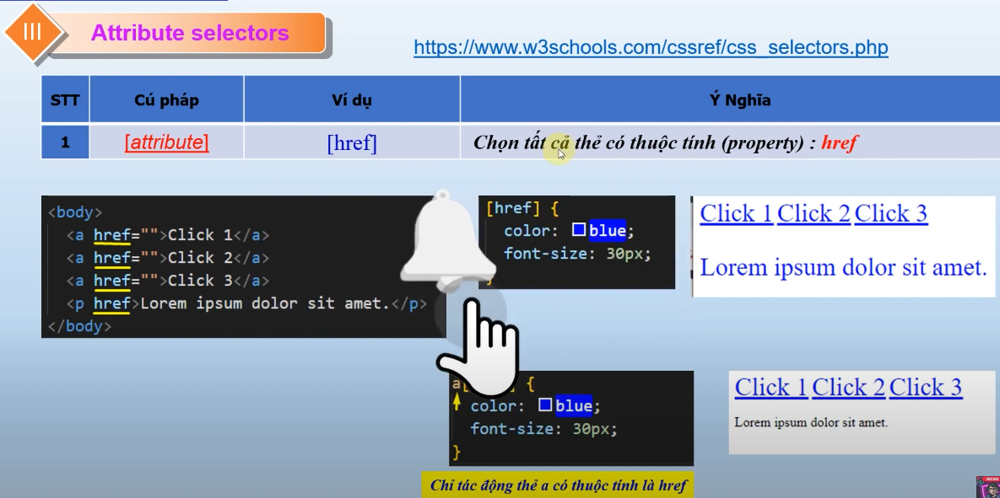 III
Attribute selectors
https://www.w3schools.com/cssref/css_selectors.php
STT Cú pháp Ví dụ Ý Nghĩa
1 [attribute] [href] Chọn tất cả thẻ có thuộc tính (property) : href
<body>
<a href="">Click 1</a>
<a href="">Click 2</a>
<a href="">Click 3</a>
<p href>Lorem ipsum dolor sit amet.</p>
</body>
[href] {
color: blue;
font-size: 30px;
}
Click 1 Click 2 Click 3
Lorem ipsum dolor sit amet.
a[ ] {
color: blue;
font-size: 30px;
}
Click 1 Click 2 Click 3
Lorem ipsum dolor sit amet.
Chỉ tác động thẻ a có thuộc tính là href